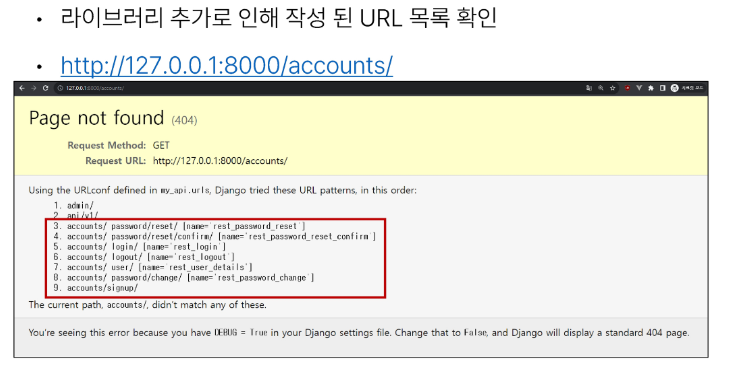 • 라이브러리 추가로 인해 작성 된 URL 목록 확인
• http://127.0.0.1:8000/accounts/
127.0.0.1:8000/accounts/
Page not found (404)
Request Method: GET
Request URL: http://127.0.0.1:8000/accounts/
Using the URLconf defined in my_api.urls, Django tried these URL patterns, in this order:
1. admin/
2. api/v1/
3. accounts/ password/reset/ [name='rest_password_reset']
4. accounts/ password/reset/confirm/ [name='rest_password_reset_confirm']
5. accounts/ login/ [name='rest_login']
6. accounts/ logout/ [name='rest_logout']
7. accounts/ user/ [name='rest_user_details']
8. accounts/ password/change/ [name='rest_password_change']
9. accounts/signup/
The current path, accounts/, didn't match any of these.
You're seeing this error because you have DEBUG = True in your Django settings file. Change that to False, and Django will display a standard 404 page.